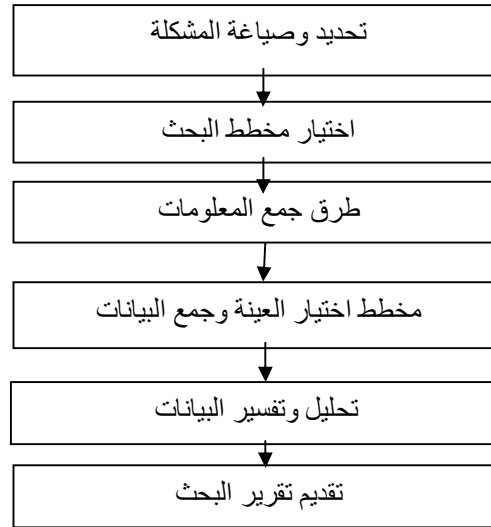 تحديد وصياغة المشكلة
اختيار مخطط البحث
طرق جمع المعلومات
مخطط اختيار العينة وجمع البيانات
تحليل وتفسير البيانات
تقديم تقرير البحث